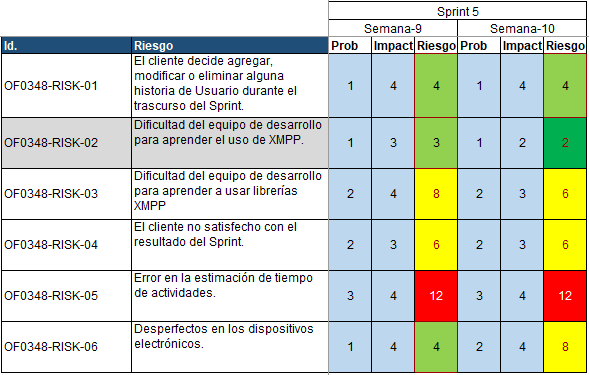 Sprint 5
Semana-9 Semana-10
Id. Riesgo Prob Impact Riesgo Prob Impact Riesgo
OF0348-RISK-01 El cliente decide agregar, 1 4 4 1 4 4
modificar o eliminar alguna
historia de Usuario durante el
trascurso del Sprint.
OF0348-RISK-02 Dificultad del equipo de desarrollo 1 3 3 1 2 2
para aprender el uso de XMPP.
OF0348-RISK-03 Dificultad del equipo de desarrollo 2 4 8 2 3 6
para aprender a usar librerías
XMPP
OF0348-RISK-04 El cliente no satisfecho con el 2 3 6 2 3 6
resultado del Sprint.
OF0348-RISK-05 Error en la estimación de tiempo 3 4 12 3 4 12
de actividades.
OF0348-RISK-06 Desperfectos en los dispositivos 1 4 4 2 4 8
electrónicos.